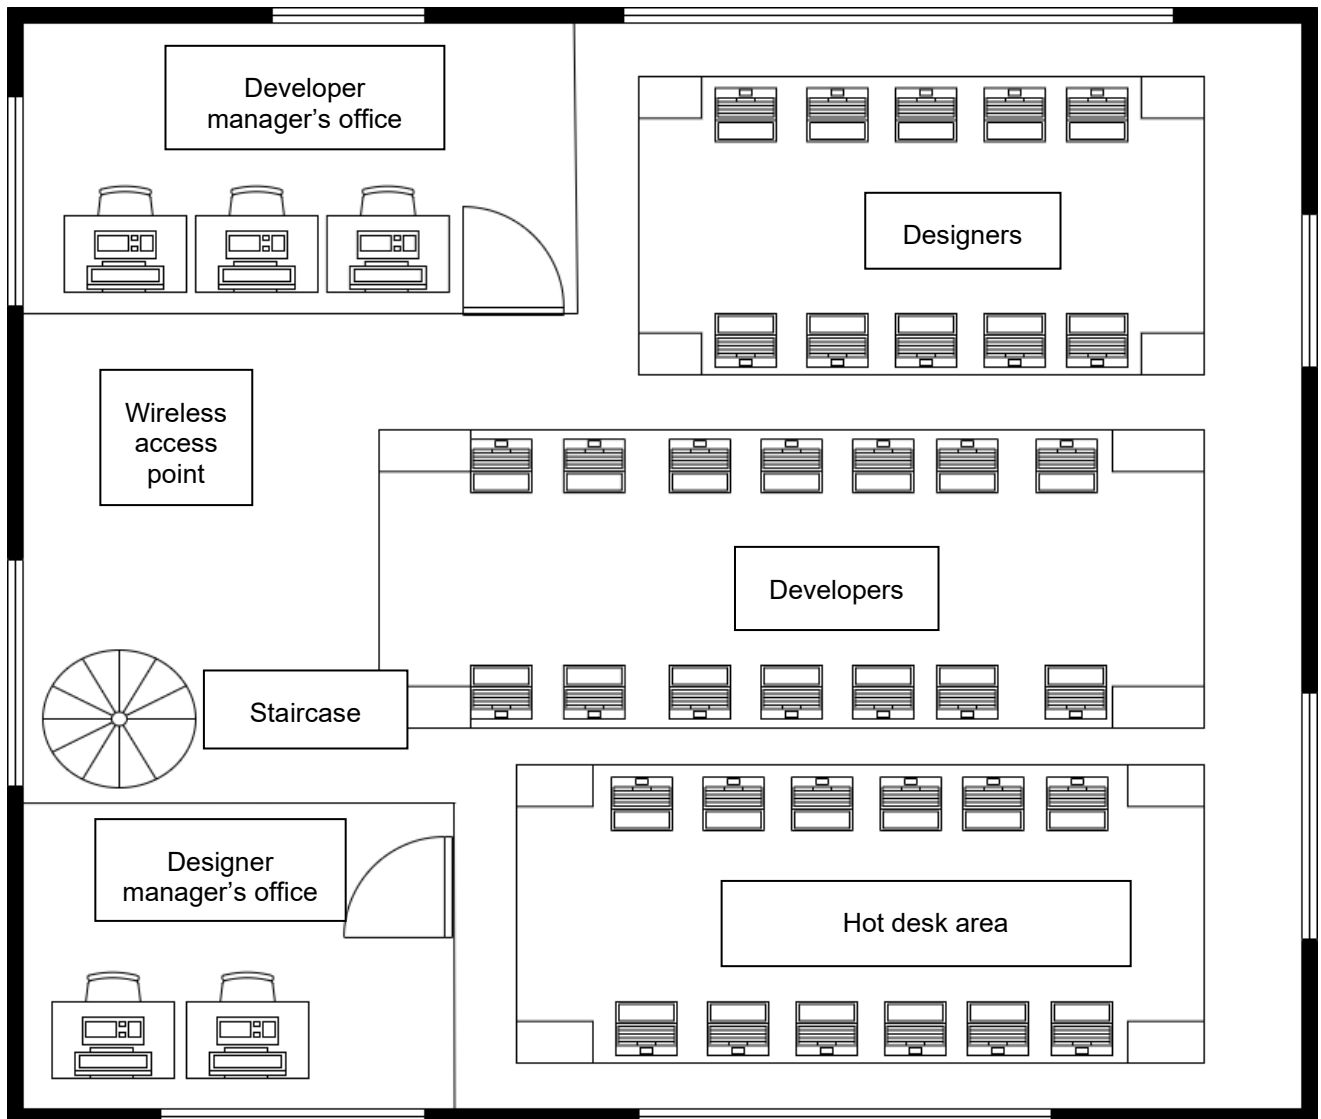 Developer
manager’s office
Designers
Wireless
access
point
Developers
Staircase
Designer
manager’s office
Hot desk area